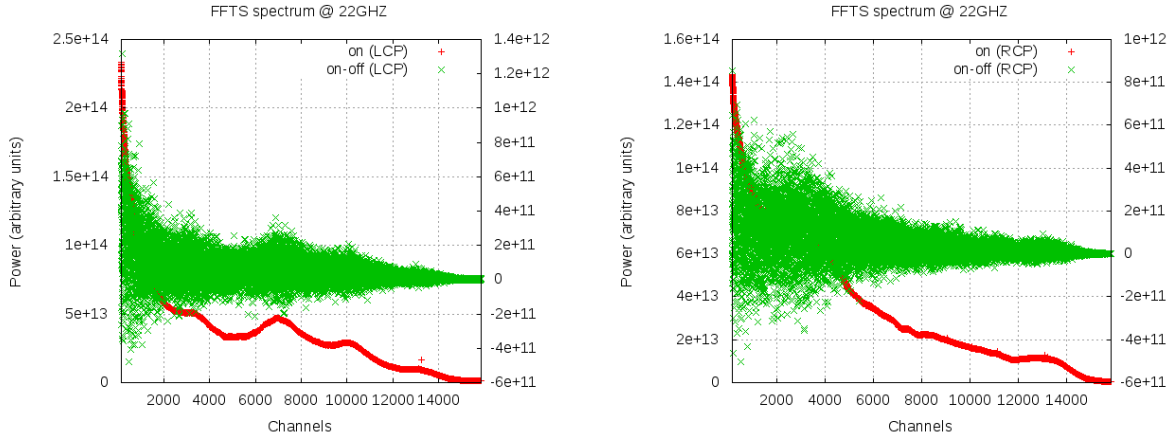 FFTS spectrum @ 22GHZ
on (LCP)
on-off (LCP)
Power (arbitrary units)
2.5e+14
2e+14
1.5e+14
1e+14
5e+13
0
1.4e+12
1.2e+12
1e+12
8e+11
6e+11
4e+11
2e+11
0
-2e+11
-4e+11
-6e+11
2000 4000 6000 8000 10000 12000 14000
Channels
FFTS spectrum @ 22GHZ
on (RCP)
on-off (RCP)
Power (arbitrary units)
1.6e+14
1.4e+14
1.2e+14
1e+14
8e+13
6e+13
4e+13
2e+13
0
1e+12
8e+11
6e+11
4e+11
2e+11
0
-2e+11
-4e+11
-6e+11
2000 4000 6000 8000 10000 12000 14000
Channels